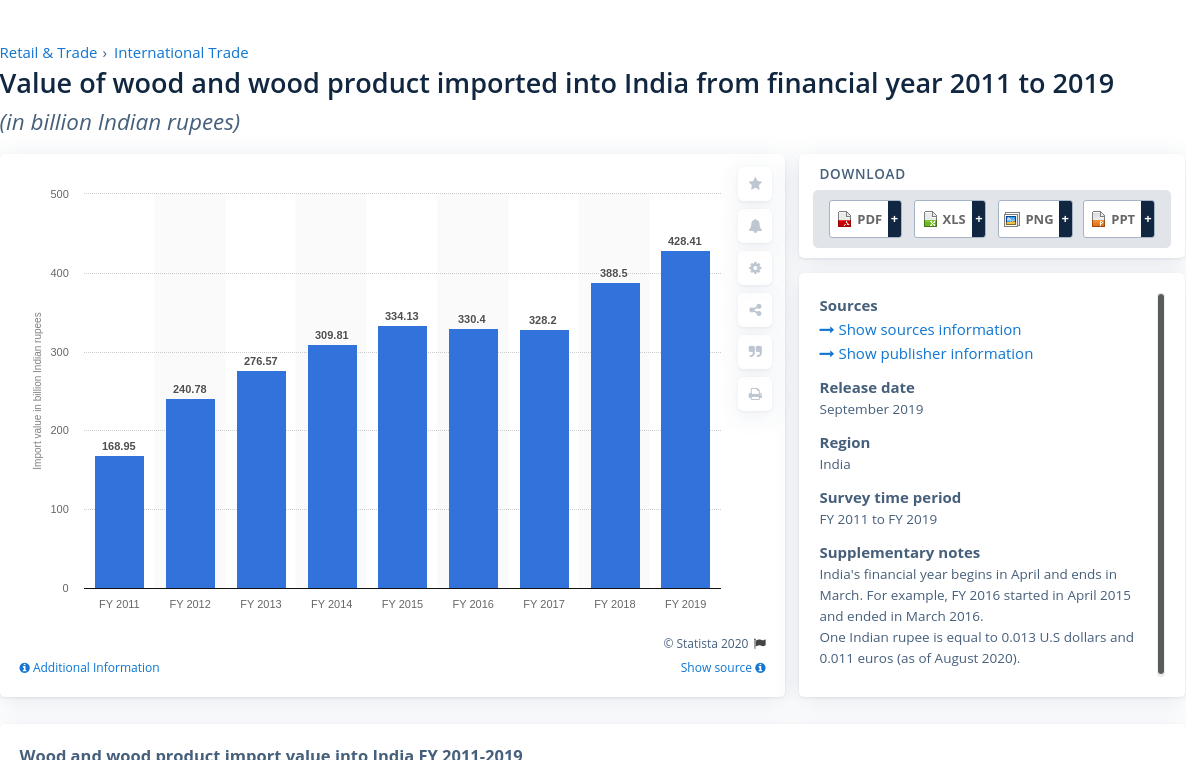 Retail & Trade › International Trade
Value of wood and wood product imported into India from financial year 2011 to 2019
(in billion Indian rupees)
500
400
300
200
100
0
Import value in billion Indian rupees
168.95
240.78
276.57
309.81
334.13
330.4
328.2
388.5
428.41
FY 2011
FY 2012
FY 2013
FY 2014
FY 2015
FY 2016
FY 2017
FY 2018
FY 2019
© Statista 2020
Additional Information
Show source
DOWNLOAD
PDF +
XLS +
PNG +
PPT +
Sources
Show sources information
Show publisher information
Release date
September 2019
Region
India
Survey time period
FY 2011 to FY 2019
Supplementary notes
India's financial year begins in April and ends in
March. For example, FY 2016 started in April 2015
and ended in March 2016.
One Indian rupee is equal to 0.013 U.S dollars and
0.011 euros (as of August 2020).
Wood and wood product import value into India FY 2011-2019